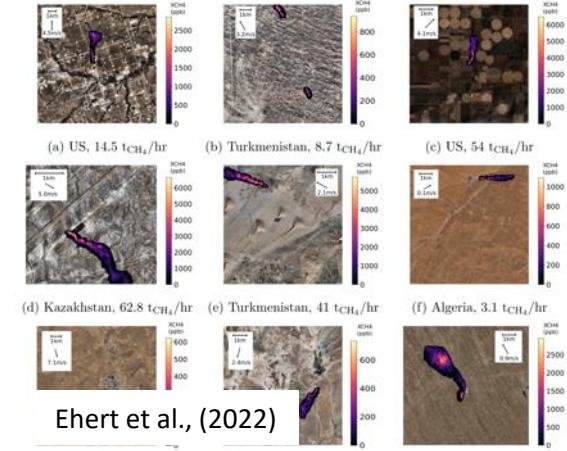 XCH4
(ppb)
1km
4.5m/s
2500
2000
1500
1000
500
0
XCH4
(ppb)
1km
3.2m/s
800
600
400
200
0
XCH4
(ppb)
1km
4.1m/s
6000
5000
4000
3000
2000
1000
0
(a) US, 14.5 tCH₄/hr
(b) Turkmenistan, 8.7 tCH₄/hr
(c) US, 54 tCH₄/hr
XCH4
(ppb)
1km
5.0m/s
6000
5000
4000
3000
2000
1000
0
XCH4
(ppb)
1km
2.1m/s
5000
4000
3000
2000
1000
0
XCH4
(ppb)
1km
0.1m/s
1000
800
600
400
200
0
(d) Kazakhstan, 62.8 tCH₄/hr
(e) Turkmenistan, 41 tCH₄/hr
(f) Algeria, 3.1 tCH₄/hr
XCH4
(ppb)
1km
7.1m/s
600
500
400
XCH4
(ppb)
1km
2.4m/s
600
400
200
0
XCH4
(ppb)
1km
0.9m/s
2500
2000
1500
1000
500
0
Ehert et al., (2022)